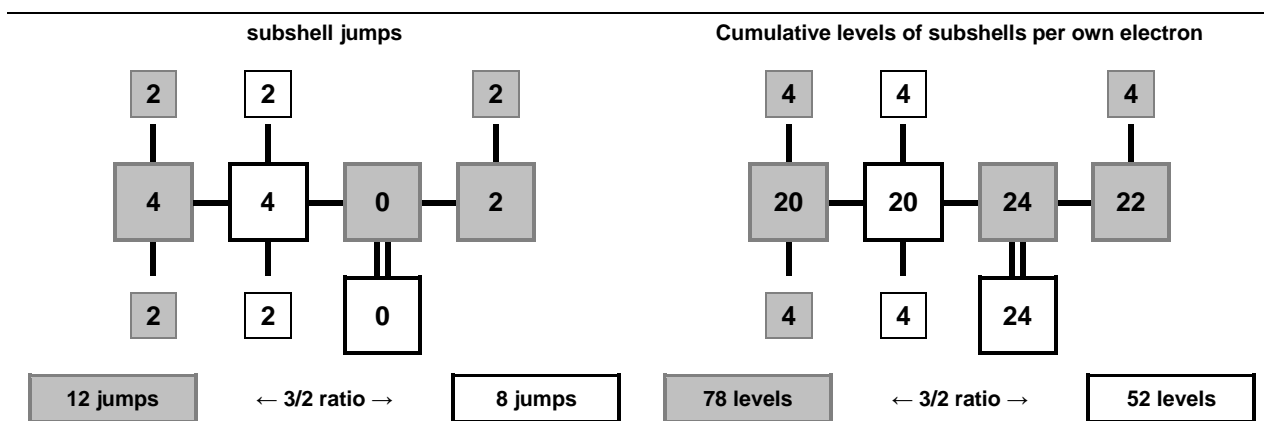 subshell jumps
2 2 2
4 4 0 2
2 2 0
12 jumps ← 3/2 ratio → 8 jumps
Cumulative levels of subshells per own electron
4 4 4
20 20 24 22
4 4 24
78 levels ← 3/2 ratio → 52 levels